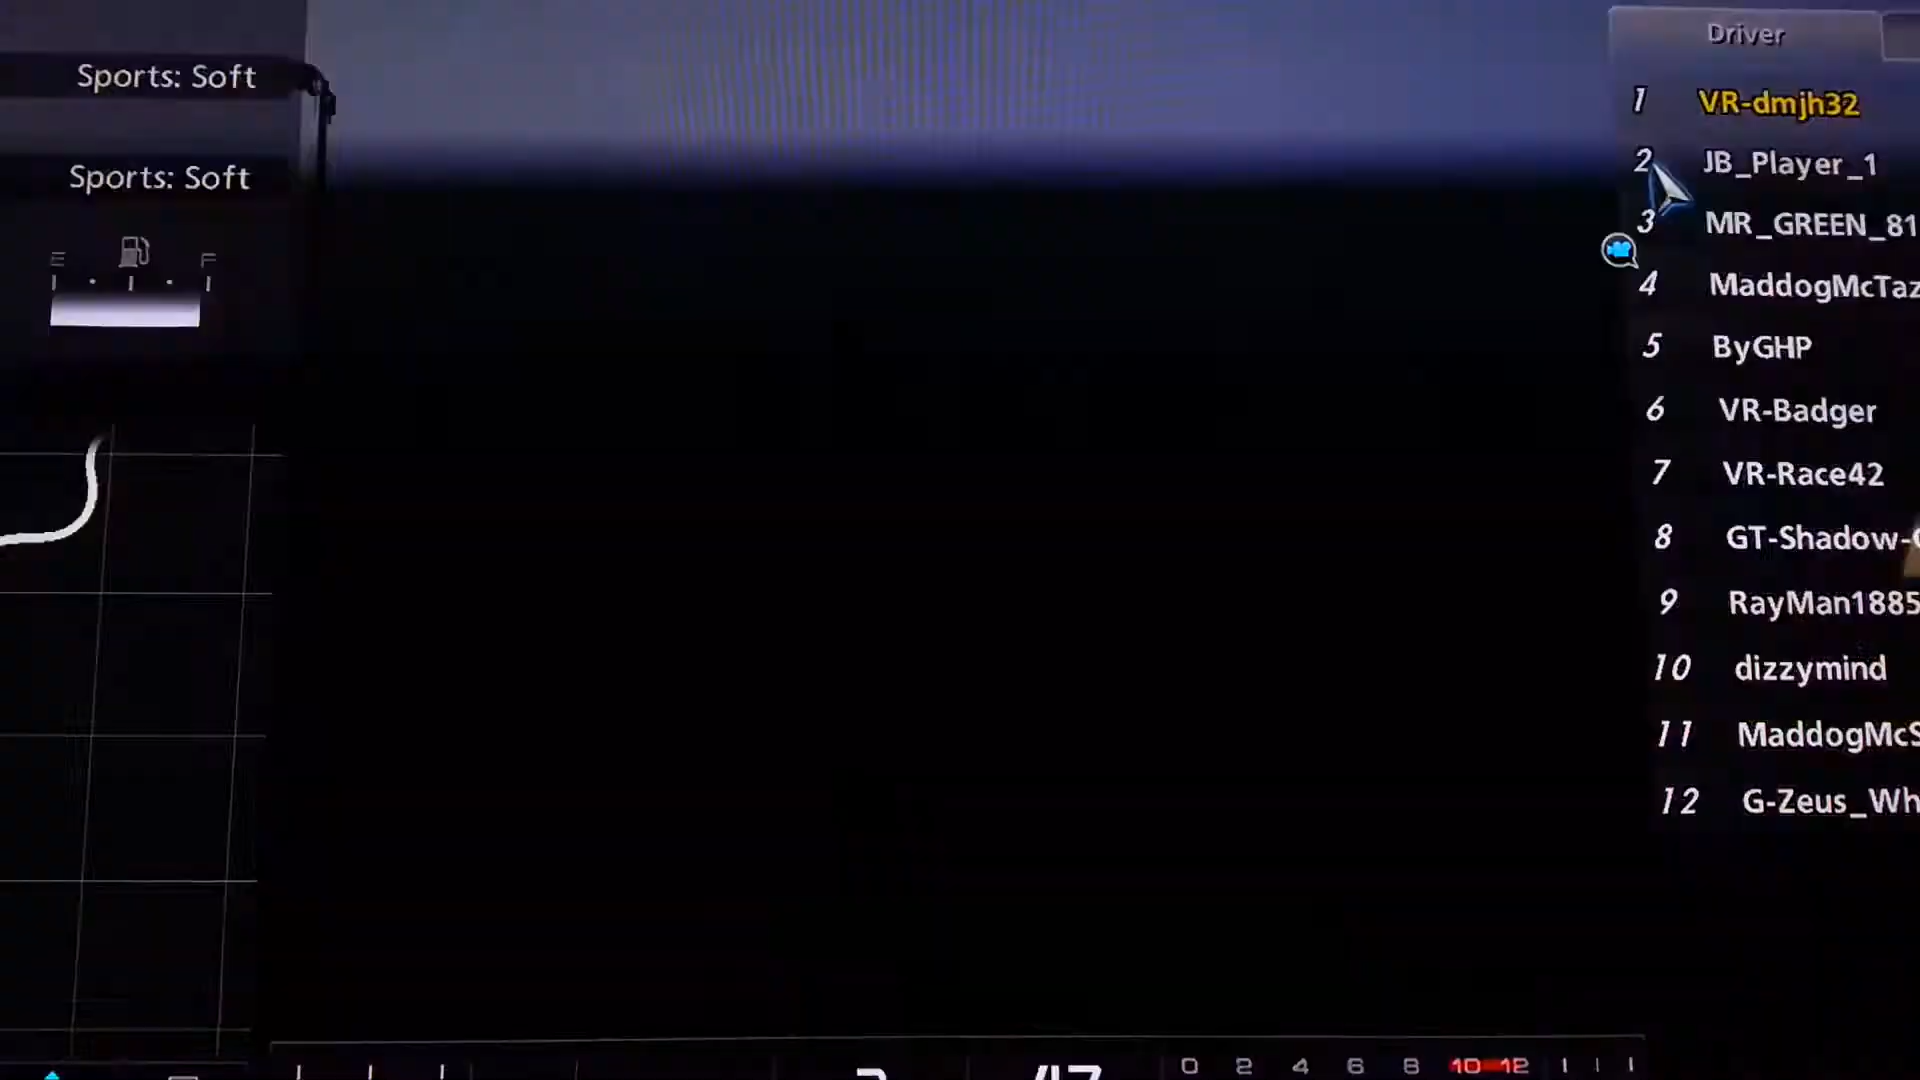 Sports: Soft
Sports: Soft
E F
Driver
1 VR-dmjh32
2 JB_Player_1
3 MR_GREEN_81
4 MaddogMcTaz
5 ByGHP
6 VR-Badger
7 VR-Race42
8 GT-Shadow-
9 RayMan1885
10 dizzymind
11 MaddogMcS
12 G-Zeus_Wh
0 2 4 6 8 10 12